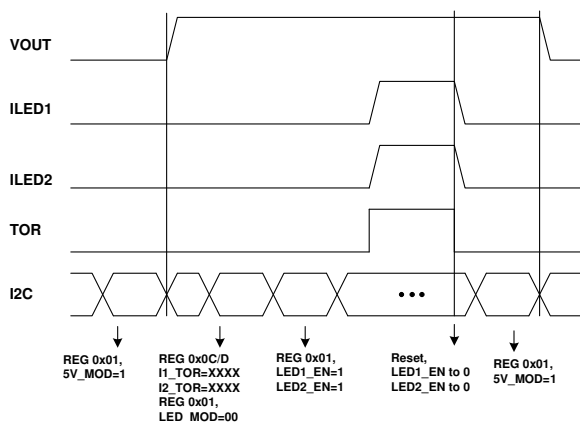 VOUT
ILED1
ILED2
TOR
I2C
REG 0x01,
5V_MOD=1
REG 0x0C/D
I1_TOR=XXXX
I2_TOR=XXXX
REG 0x01,
LED_MOD=00
REG 0x01,
LED1_EN=1
LED2_EN=1
Reset,
LED1_EN to 0
LED2_EN to 0
REG 0x01,
5V_MOD=1